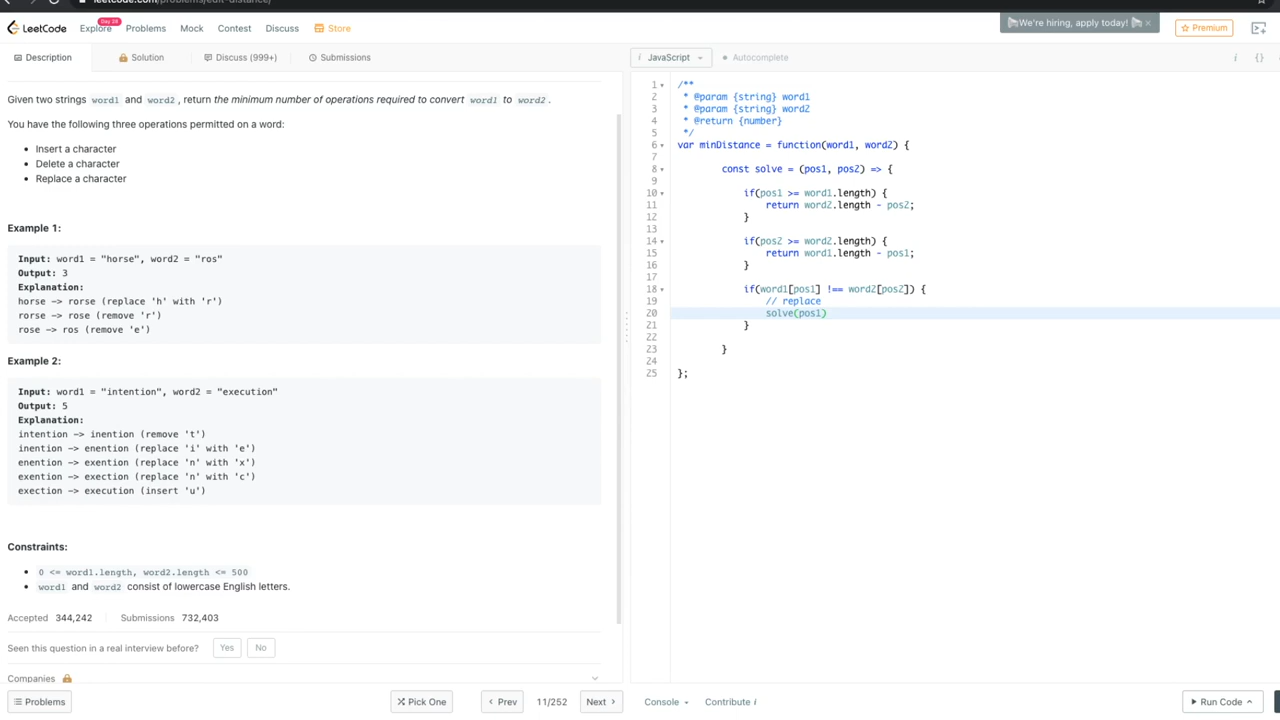 leetcode.com/problems/edit-distance/
LeetCode
Explore
Day 28
Problems
Mock
Contest
Discuss
Store
We're hiring, apply today!
Premium
Description
Solution
Discuss (999+)
Submissions
Given two strings word1 and word2, return the minimum number of operations required to convert word1 to word2.
You have the following three operations permitted on a word:
Insert a character
Delete a character
Replace a character
Example 1:
Input: word1 = "horse", word2 = "ros"
Output: 3
Explanation:
horse -> rorse (replace 'h' with 'r')
rorse -> rose (remove 'r')
rose -> ros (remove 'e')
Example 2:
Input: word1 = "intention", word2 = "execution"
Output: 5
Explanation:
intention -> inention (remove 't')
inention -> enention (replace 'i' with 'e')
enention -> exention (replace 'n' with 'x')
exention -> exection (replace 'n' with 'c')
exection -> execution (insert 'u')
Constraints:
0 <= word1.length, word2.length <= 500
word1 and word2 consist of lowercase English letters.
Accepted 344,242 Submissions 732,403
Seen this question in a real interview before? Yes No
Companies
Problems
Pick One
< Prev
11/252
Next >
JavaScript
Autocomplete
i {}
1 /**
2 * @param {string} word1
3 * @param {string} word2
4 * @return {number}
5 */
6 var minDistance = function(word1, word2) {
7
8 const solve = (pos1, pos2) => {
9
10 if(pos1 >= word1.length) {
11 return word2.length - pos2;
12 }
13
14 if(pos2 >= word2.length) {
15 return word1.length - pos1;
16 }
17
18 if(word1[pos1] !== word2[pos2]) {
19 // replace
20 solve(pos1)
21 }
22
23 }
24
25 };
Console
Contribute i
Run Code